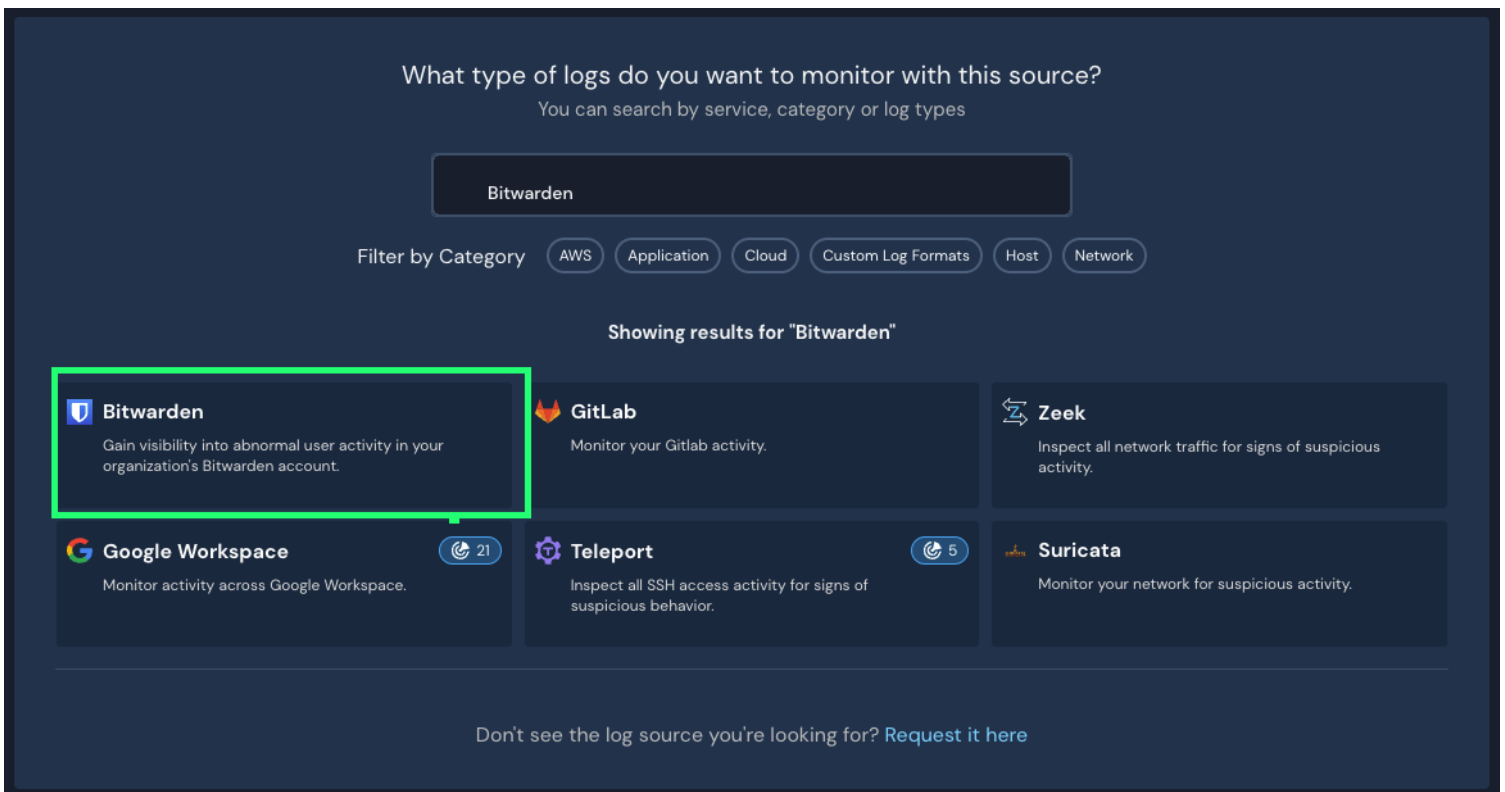 What type of logs do you want to monitor with this source?
You can search by service, category or log types
Bitwarden
Filter by Category AWS Application Cloud Custom Log Formats Host Network
Showing results for "Bitwarden"
Bitwarden
Gain visibility into abnormal user activity in your
organization's Bitwarden account.
GitLab
Monitor your Gitlab activity.
Zeek
Inspect all network traffic for signs of suspicious
activity.
Google Workspace 21
Monitor activity across Google Workspace.
Teleport 5
Inspect all SSH access activity for signs of
suspicious behavior.
Suricata
Monitor your network for suspicious activity.
Don't see the log source you're looking for? Request it here